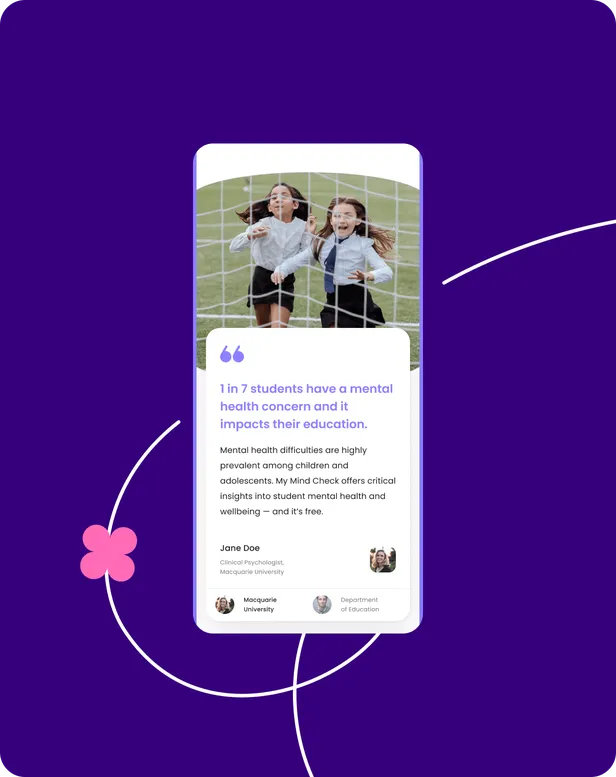 1 in 7 students have a mental
health concern and it
impacts their education.
Mental health difficulties are highly
prevalent among children and
adolescents. My Mind Check offers critical
insights into student mental health and
wellbeing — and it's free.
Jane Doe
Clinical Psychologist,
Macquarie University
Macquarie
University
Department
of Education